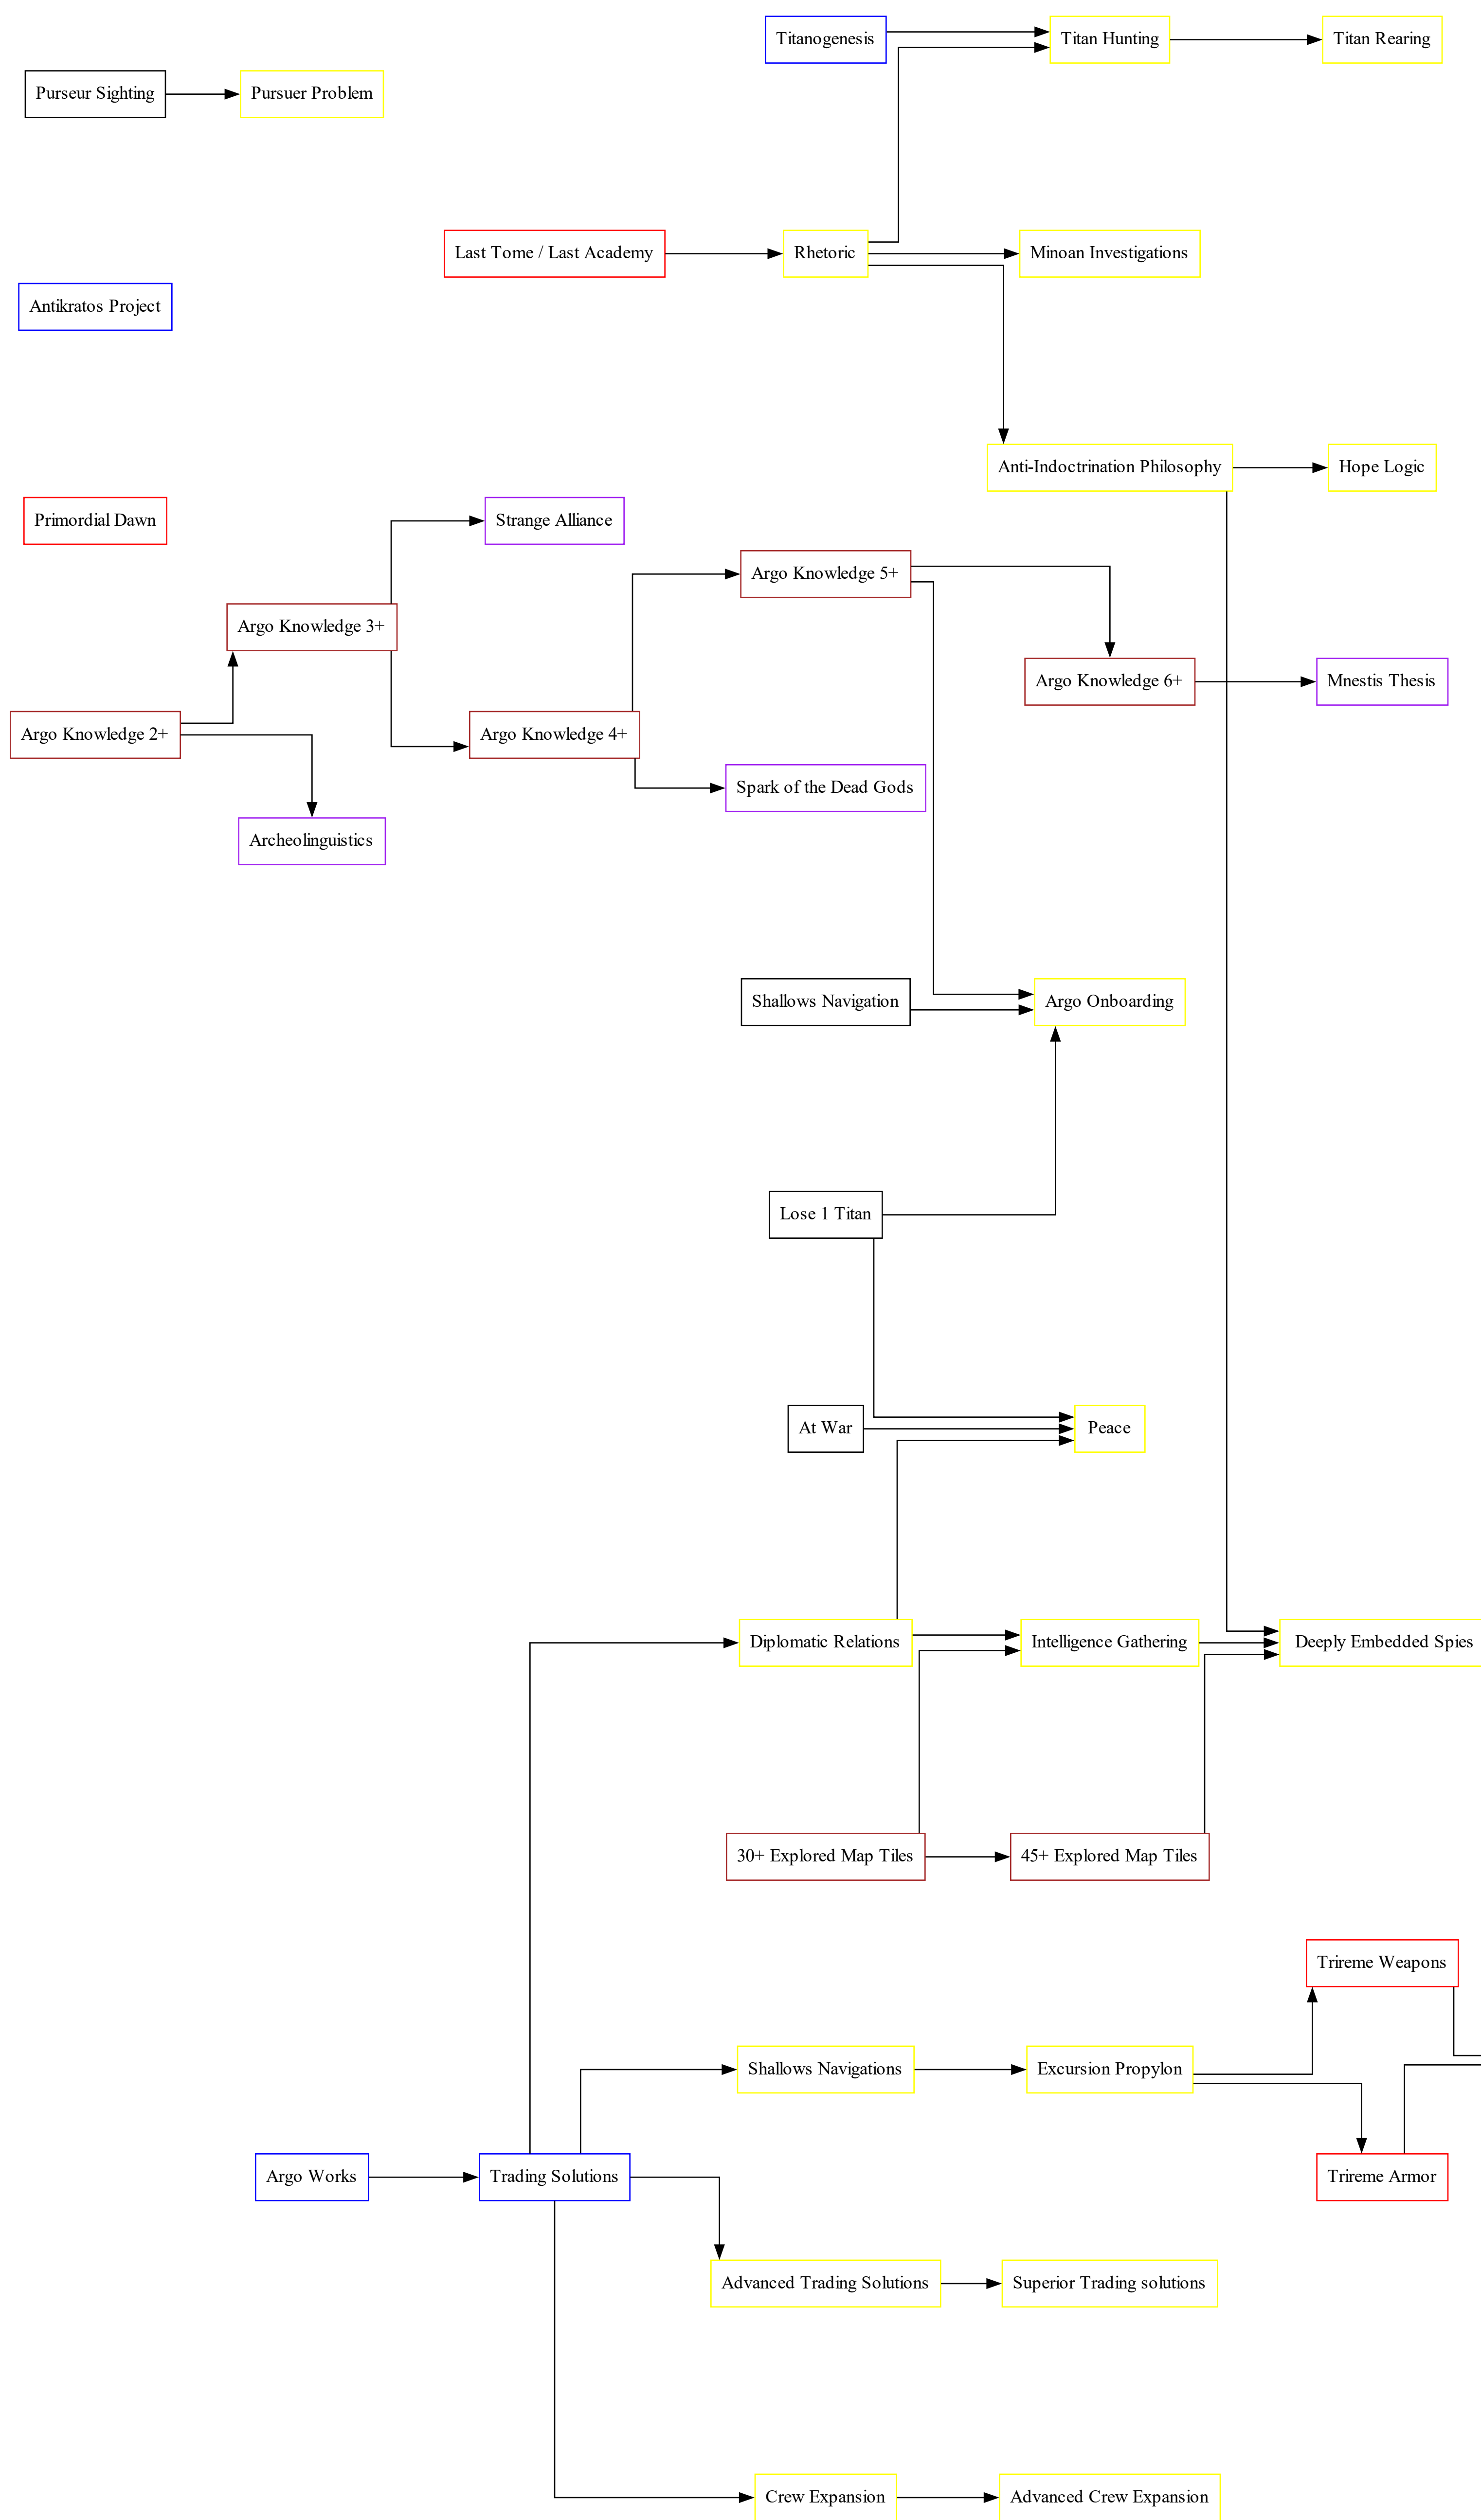 Titanogenesis
Titan Hunting
Titan Rearing
Purseur Sighting
Pursuer Problem
Last Tome / Last Academy
Rhetoric
Minoan Investigations
Antikratos Project
Anti-Indoctrination Philosophy
Hope Logic
Primordial Dawn
Strange Alliance
Argo Knowledge 5+
Argo Knowledge 3+
Argo Knowledge 6+
Mnestis Thesis
Argo Knowledge 2+
Argo Knowledge 4+
Spark of the Dead Gods
Archeolinguistics
Shallows Navigation
Argo Onboarding
Lose 1 Titan
At War
Peace
Diplomatic Relations
Intelligence Gathering
Deeply Embedded Spies
30+ Explored Map Tiles
45+ Explored Map Tiles
Trireme Weapons
Shallows Navigations
Excursion Propylon
Argo Works
Trading Solutions
Trireme Armor
Advanced Trading Solutions
Superior Trading solutions
Crew Expansion
Advanced Crew Expansion